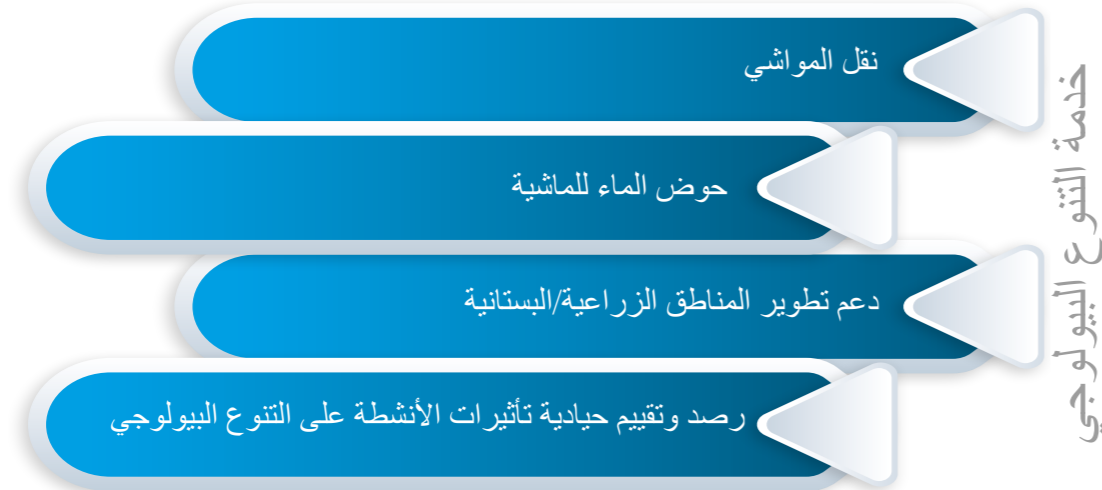 خدمة التنوع البيولوجي
نقل المواشي
حوض الماء للماشية
دعم تطوير المناطق الزراعية/البستانية
رصد وتقييم حيادية تأثيرات الأنشطة على التنوع البيولوجي